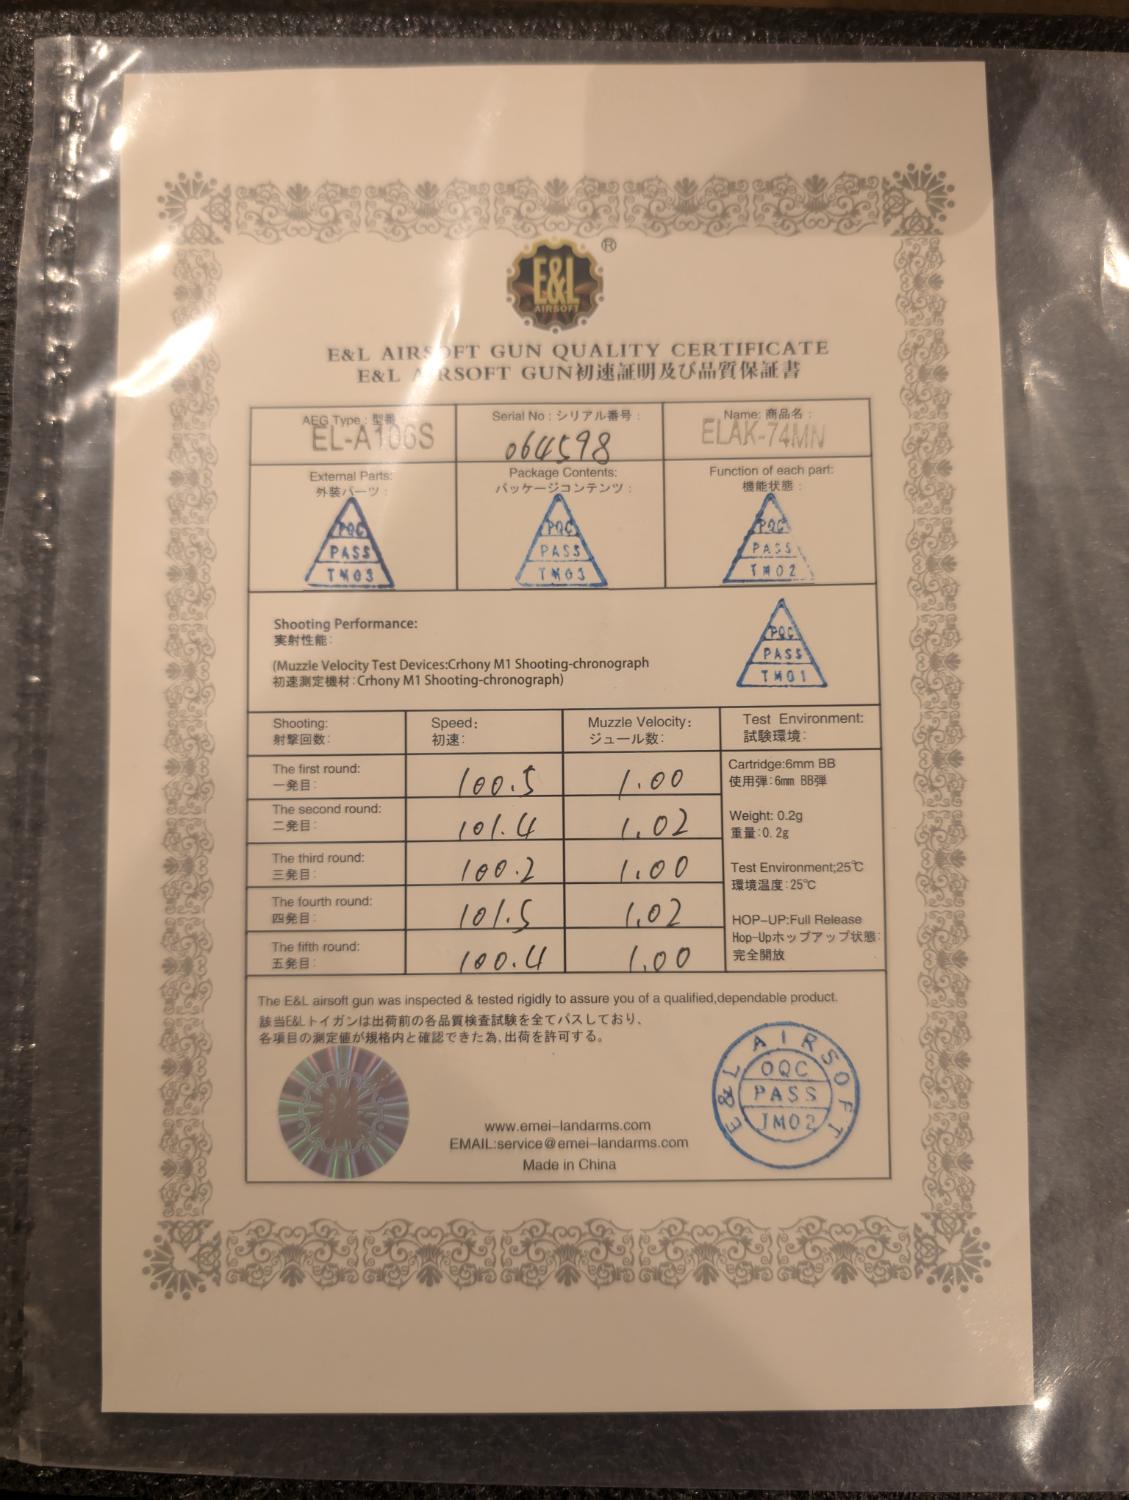 E&L
AIRSOFT
®
E&L AIRSOFT GUN QUALITY CERTIFICATE
E&L AIRSOFT GUN初速証明及び品質保証書
AEG Type : 型番 :
EL-A106S
Serial No : シリアル番号 :
064598
Name: 商品名 :
ELAK-74MN
External Parts:
外装パーツ :
PQC
PASS
TM03
Package Contents:
パッケージコンテンツ :
PQC
PASS
TM03
Function of each part:
機能状態 :
PQC
PASS
TM02
Shooting Performance:
実射性能:
(Muzzle Velocity Test Devices:Crhony M1 Shooting-chronograph
初速測定機材:Crhony M1 Shooting-chronograph)
PQC
PASS
TM01
Shooting:
射撃回数:
Speed:
初速:
Muzzle Velocity:
ジュール数:
Test Environment:
試験環境:
The first round:
一発目:
100.5
1.00
The second round:
二発目:
101.4
1.02
The third round:
三発目:
100.2
1.00
The fourth round:
四発目:
101.5
1.02
The fifth round:
五発目:
100.4
1.00
Cartridge:6mm BB
使用弾:6mm BB弾
Weight: 0.2g
重量:0.2g
Test Environment;25℃
環境温度:25℃
HOP-UP:Full Release
Hop-Upホップアップ状態:
完全開放
The E&L airsoft gun was inspected & tested rigidly to assure you of a qualified,dependable product.
該当E&Lトイガンは出荷前の各品質検査試験を全てパスしており、
各項目の測定値が規格内と確認できた為,出荷を許可する。
E&L AIRSOFT
OQC
PASS
JM02
www.emei-landarms.com
EMAIL:service@emei-landarms.com
Made in China